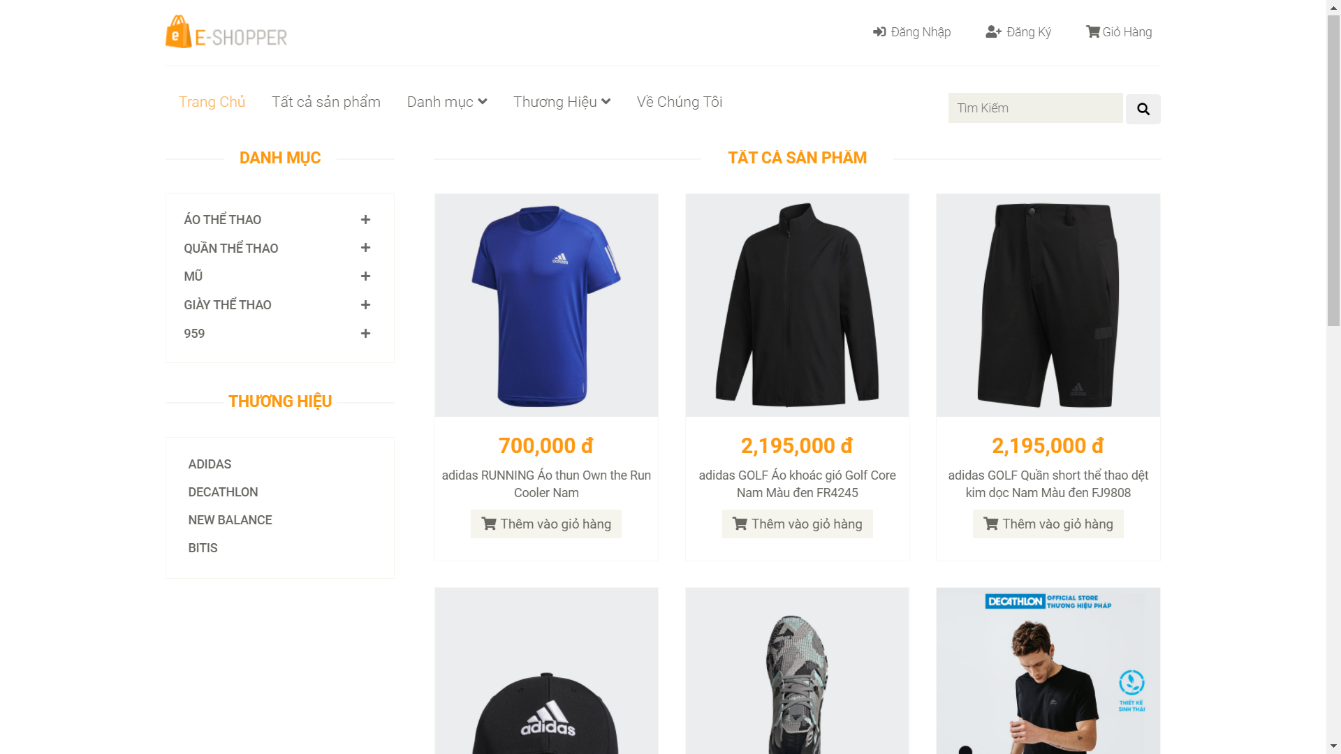 E-SHOPPER
Đăng Nhập
Đăng Ký
Giỏ Hàng
Trang Chủ
Tất cả sản phẩm
Danh mục
Thương Hiệu
Về Chúng Tôi
Tìm Kiếm
DANH MỤC
ÁO THỂ THAO
QUẦN THỂ THAO
MŨ
GIÀY THỂ THAO
959
THƯƠNG HIỆU
ADIDAS
DECATHLON
NEW BALANCE
BITIS
TẤT CẢ SẢN PHẨM
adidas
700,000 đ
adidas RUNNING Áo thun Own the Run
Cooler Nam
Thêm vào giỏ hàng
2,195,000 đ
adidas GOLF Áo khoác gió Golf Core
Nam Màu đen FR4245
Thêm vào giỏ hàng
2,195,000 đ
adidas GOLF Quần short thể thao dệt
kim dọc Nam Màu đen FJ9808
Thêm vào giỏ hàng
adidas
DECATHLON OFFICIAL STORE
THƯƠNG HIỆU PHÁP
THIẾT KẾ
SINH THÁI